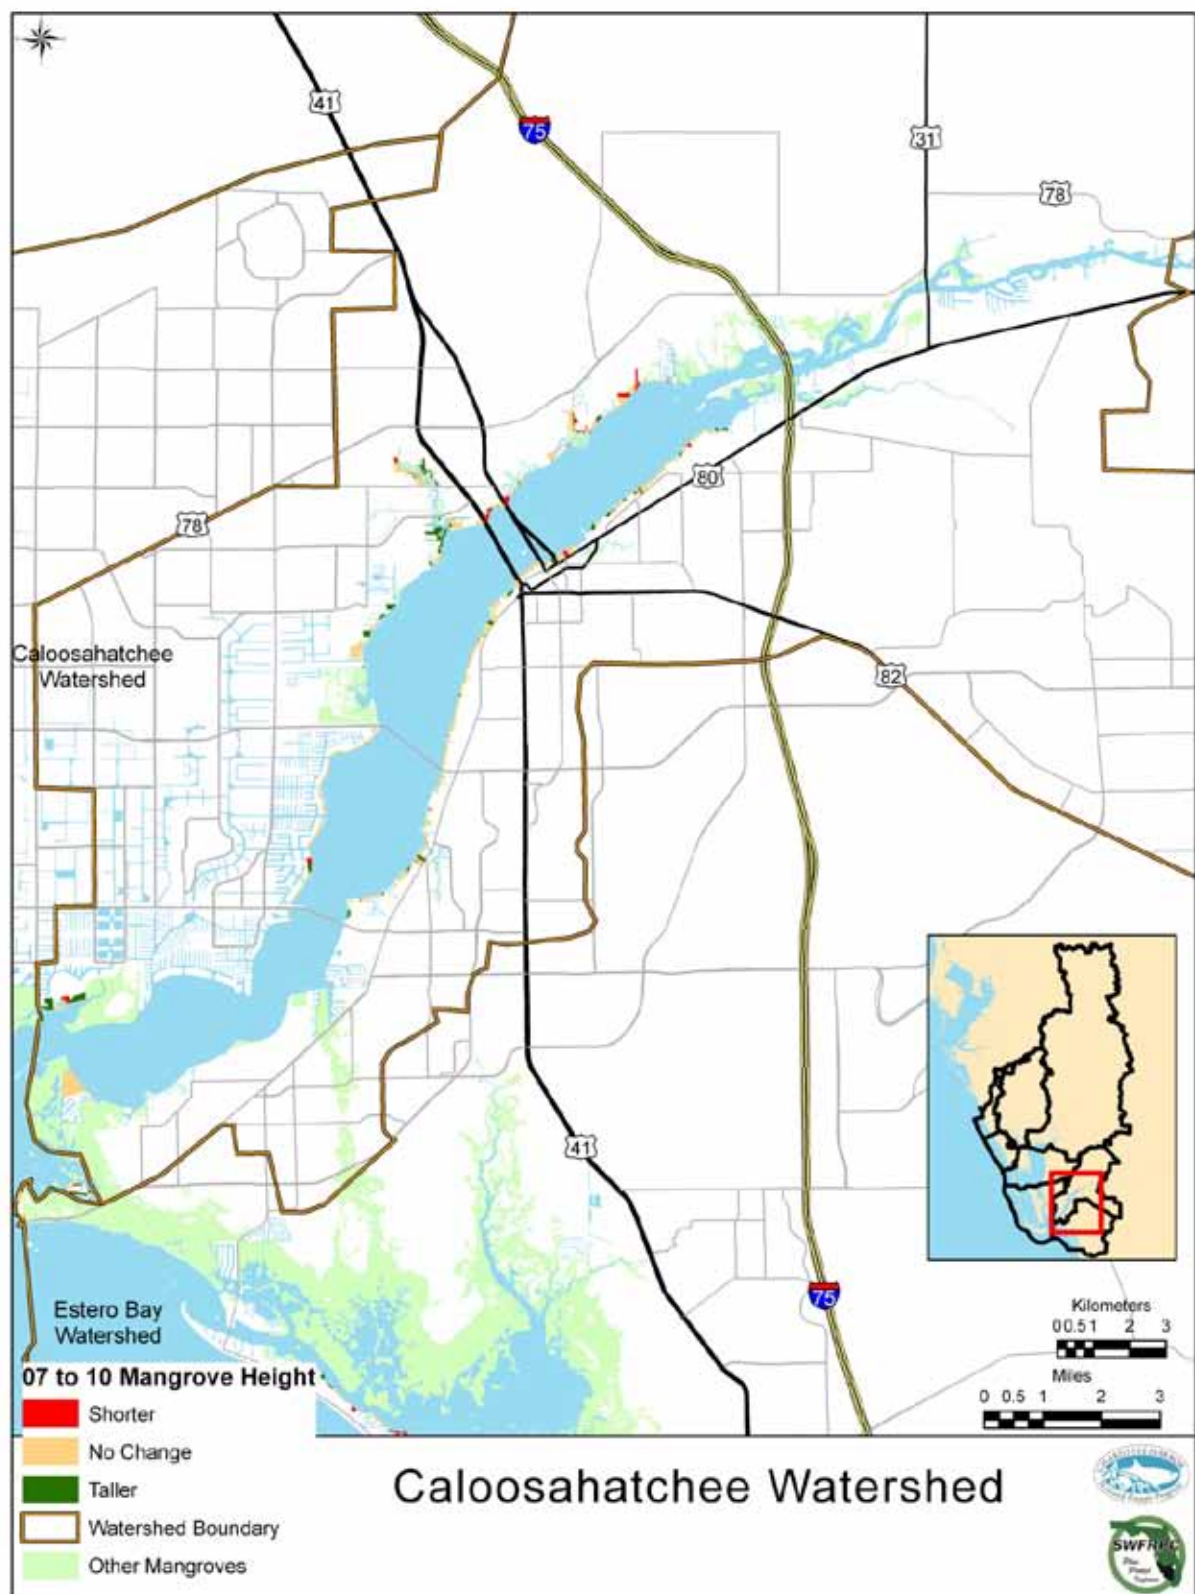 41
75
31
78
80
78
Caloosahatchee
Watershed
82
41
75
Estero Bay
Watershed
Kilometers
0 0.5 1 2 3
Miles
0 0.5 1 2 3
07 to 10 Mangrove Height
Shorter
No Change
Taller
Watershed Boundary
Other Mangroves
Caloosahatchee Watershed
SWFRPC